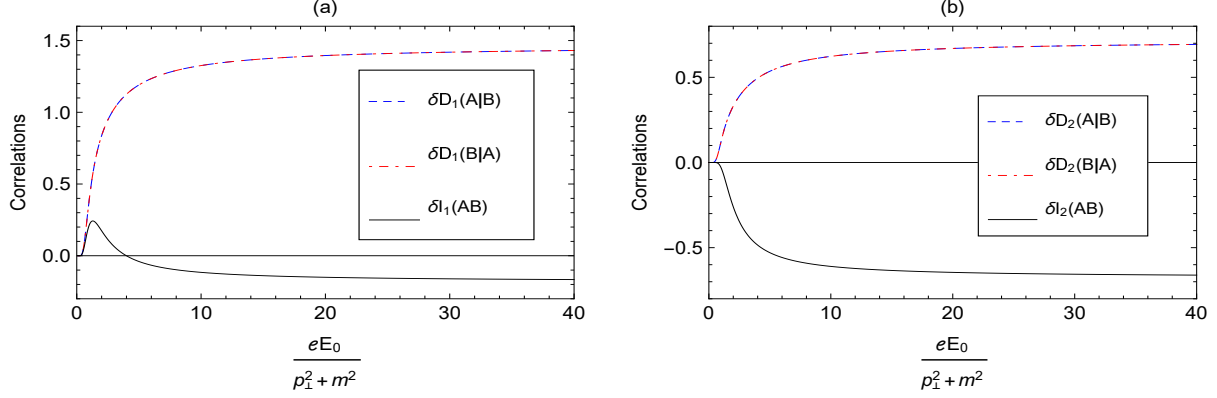 (a)
Correlations
1.5
1.0
0.5
0.0
0 10 20 30 40
δD₁(A|B)
δD₁(B|A)
δI₁(AB)
eE₀
p⊥² + m²
(b)
Correlations
0.5
0.0
−0.5
0 10 20 30 40
δD₂(A|B)
δD₂(B|A)
δI₂(AB)
eE₀
p⊥² + m²